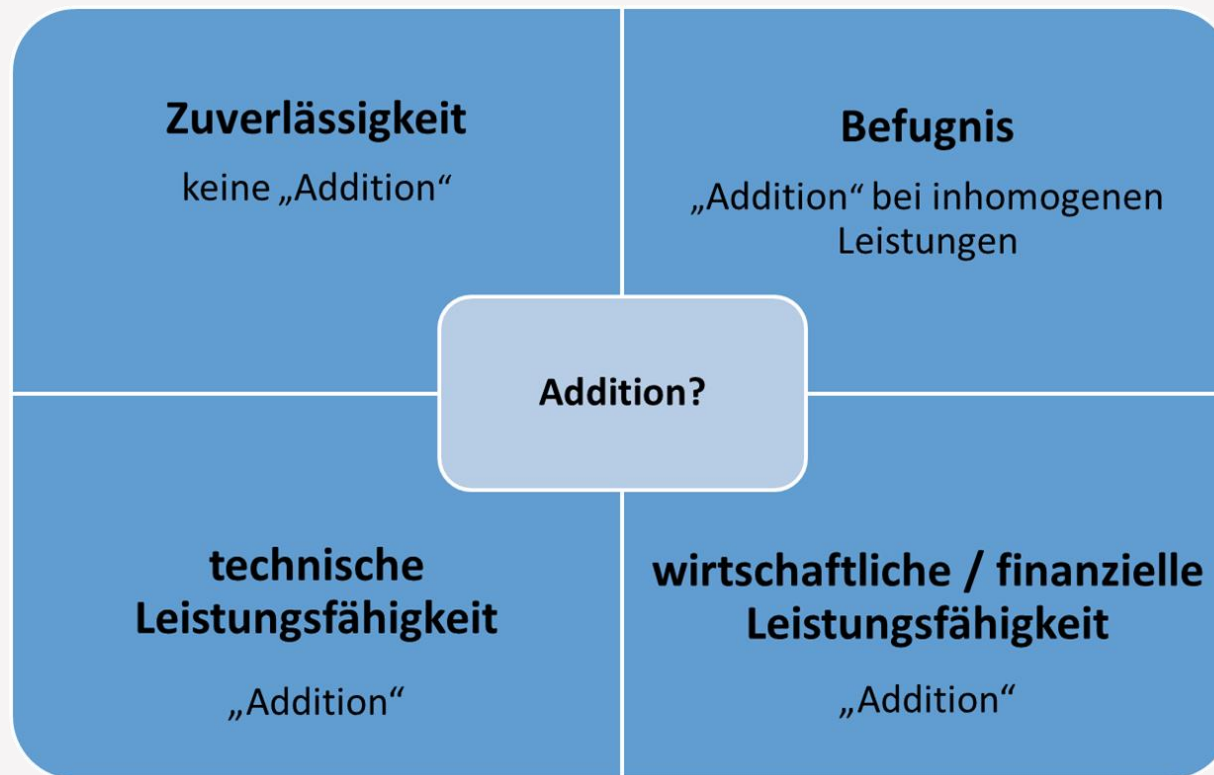 Zuverlässigkeit
keine „Addition“
Befugnis
„Addition“ bei inhomogenen
Leistungen
Addition?
technische
Leistungsfähigkeit
„Addition“
wirtschaftliche / finanzielle
Leistungsfähigkeit
„Addition“